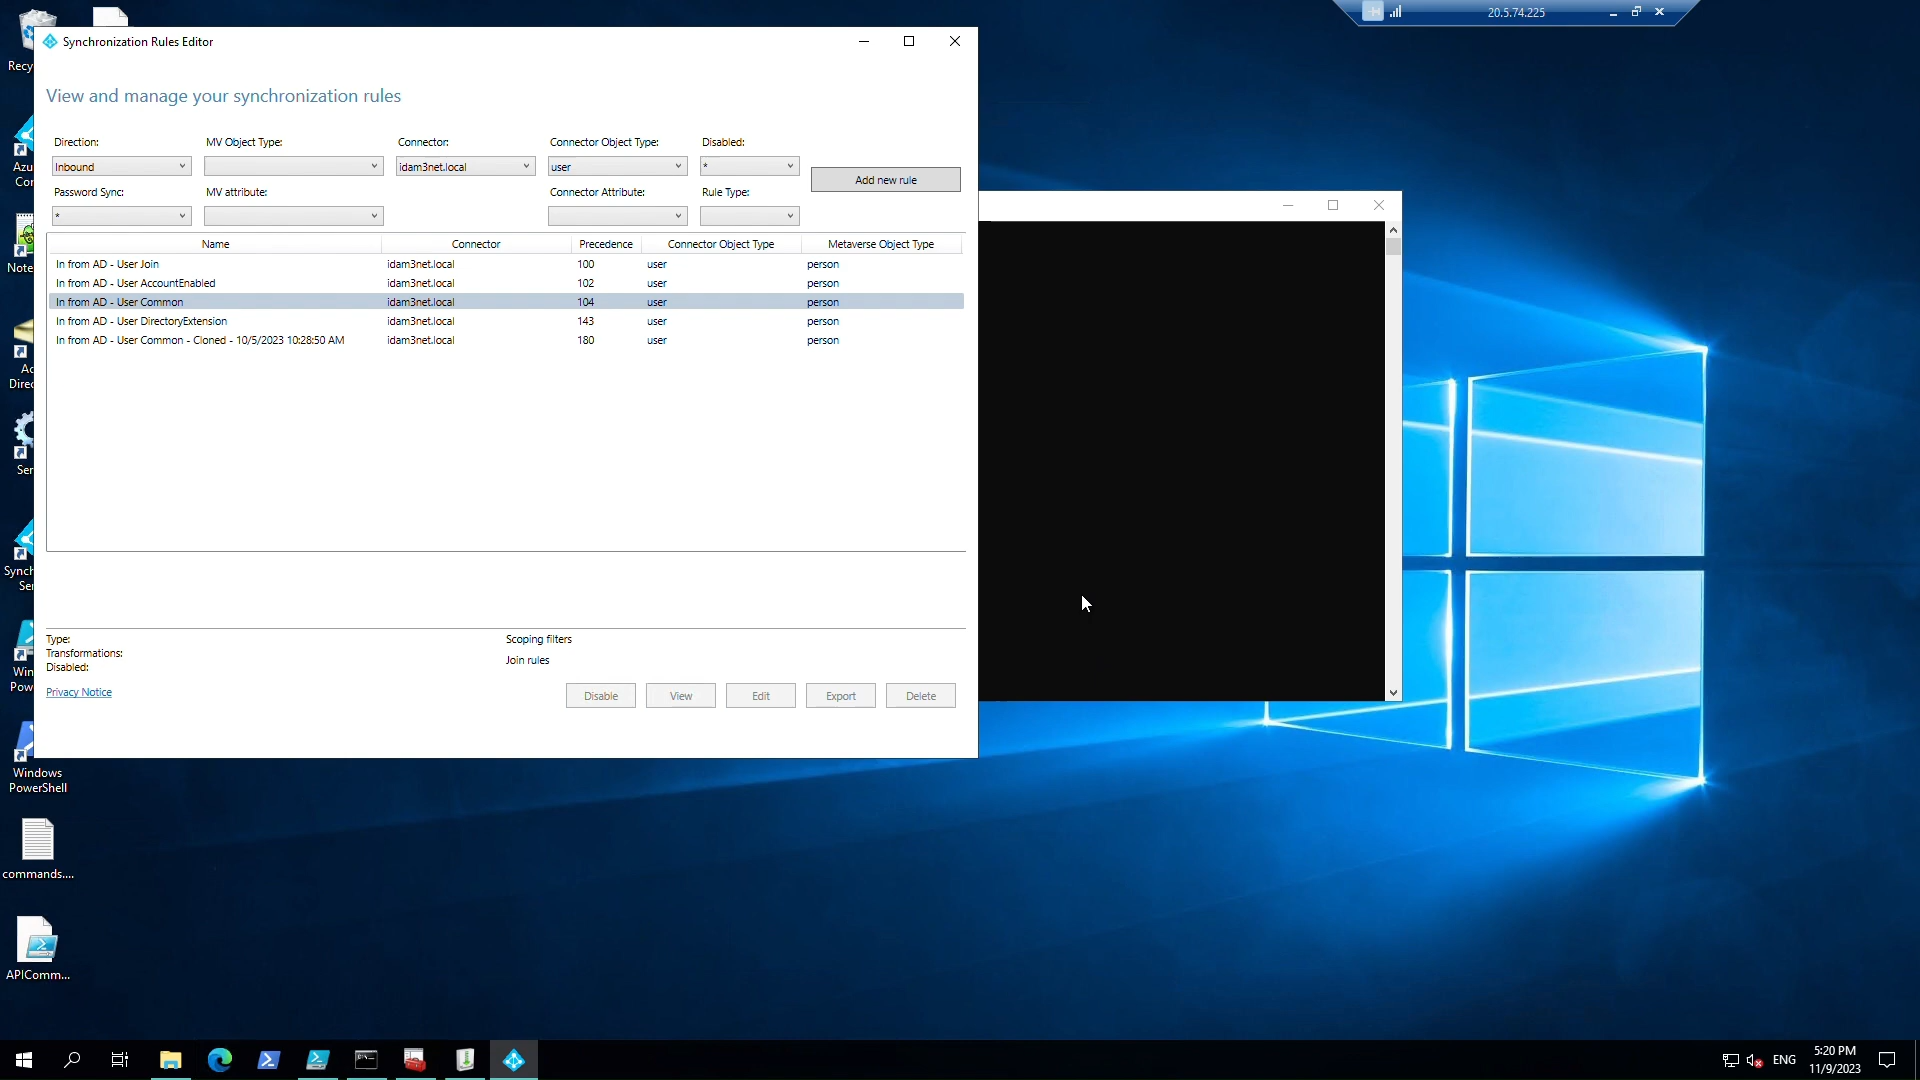 20.5.74.225
Synchronization Rules Editor
View and manage your synchronization rules
Direction: MV Object Type: Connector: Connector Object Type: Disabled:
Inbound idam3net.local user *
Add new rule
Password Sync: MV attribute: Connector Attribute: Rule Type:
*
Name Connector Precedence Connector Object Type Metaverse Object Type
In from AD - User Join idam3net.local 100 user person
In from AD - User AccountEnabled idam3net.local 102 user person
In from AD - User Common idam3net.local 104 user person
In from AD - User DirectoryExtension idam3net.local 143 user person
In from AD - User Common - Cloned - 10/5/2023 10:28:50 AM idam3net.local 180 user person
Type: Scoping filters
Transformations:
Join rules
Disabled:
Privacy Notice
Disable View Edit Export Delete
Recy
Azu
Cor
Note
Ac
Direc
Ser
Synch
Ser
Win
Pow
Windows
PowerShell
commands....
APIComm...
ENG
5:20 PM
11/9/2023